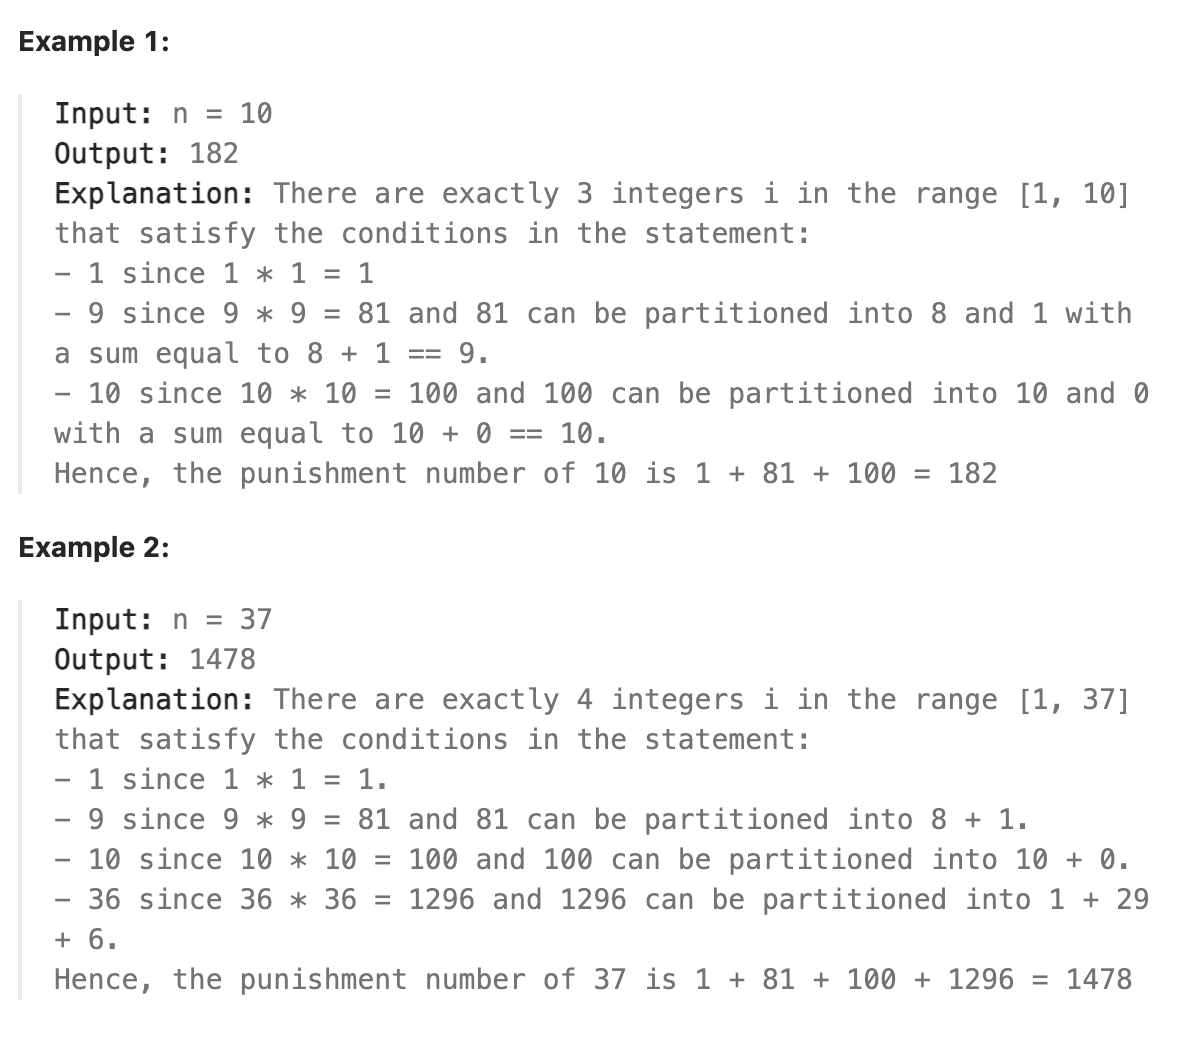 Example 1:
Input: n = 10
Output: 182
Explanation: There are exactly 3 integers i in the range [1, 10]
that satisfy the conditions in the statement:
- 1 since 1 * 1 = 1
- 9 since 9 * 9 = 81 and 81 can be partitioned into 8 and 1 with
a sum equal to 8 + 1 == 9.
- 10 since 10 * 10 = 100 and 100 can be partitioned into 10 and 0
with a sum equal to 10 + 0 == 10.
Hence, the punishment number of 10 is 1 + 81 + 100 = 182
Example 2:
Input: n = 37
Output: 1478
Explanation: There are exactly 4 integers i in the range [1, 37]
that satisfy the conditions in the statement:
- 1 since 1 * 1 = 1.
- 9 since 9 * 9 = 81 and 81 can be partitioned into 8 + 1.
- 10 since 10 * 10 = 100 and 100 can be partitioned into 10 + 0.
- 36 since 36 * 36 = 1296 and 1296 can be partitioned into 1 + 29
+ 6.
Hence, the punishment number of 37 is 1 + 81 + 100 + 1296 = 1478